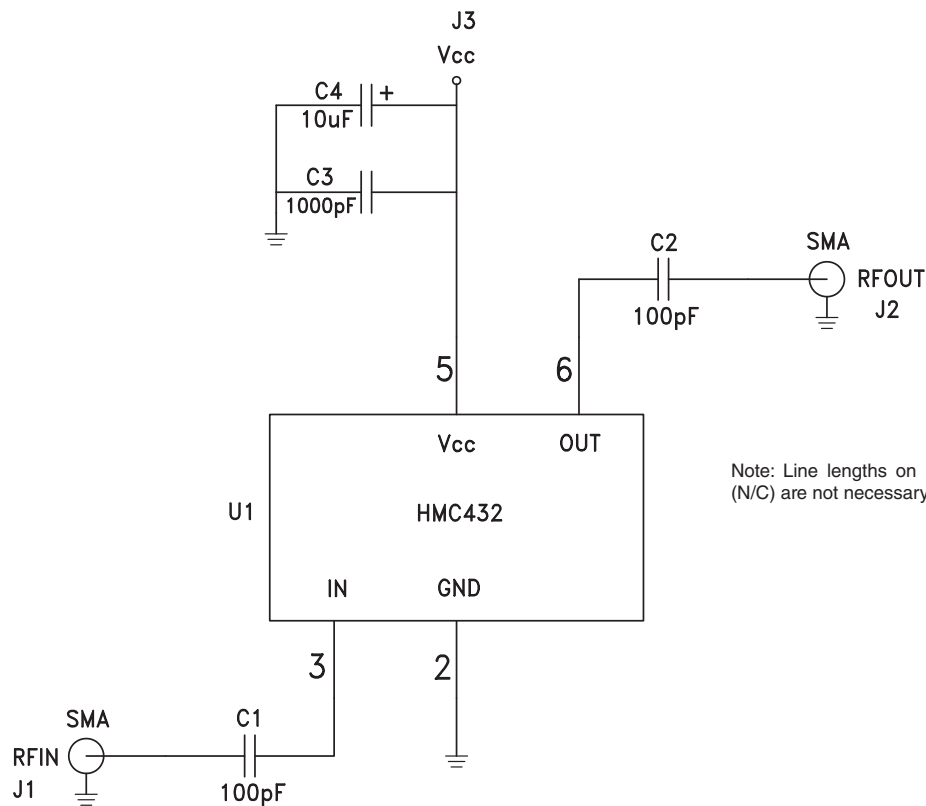 J3
Vcc
C4
+
10uF
C3
1000pF
C2
SMA
RFOUT
100pF
J2
5
6
Vcc
OUT
Note: Line lengths on
(N/C) are not necessary
U1
HMC432
IN
GND
3
2
SMA
C1
RFIN
J1
100pF